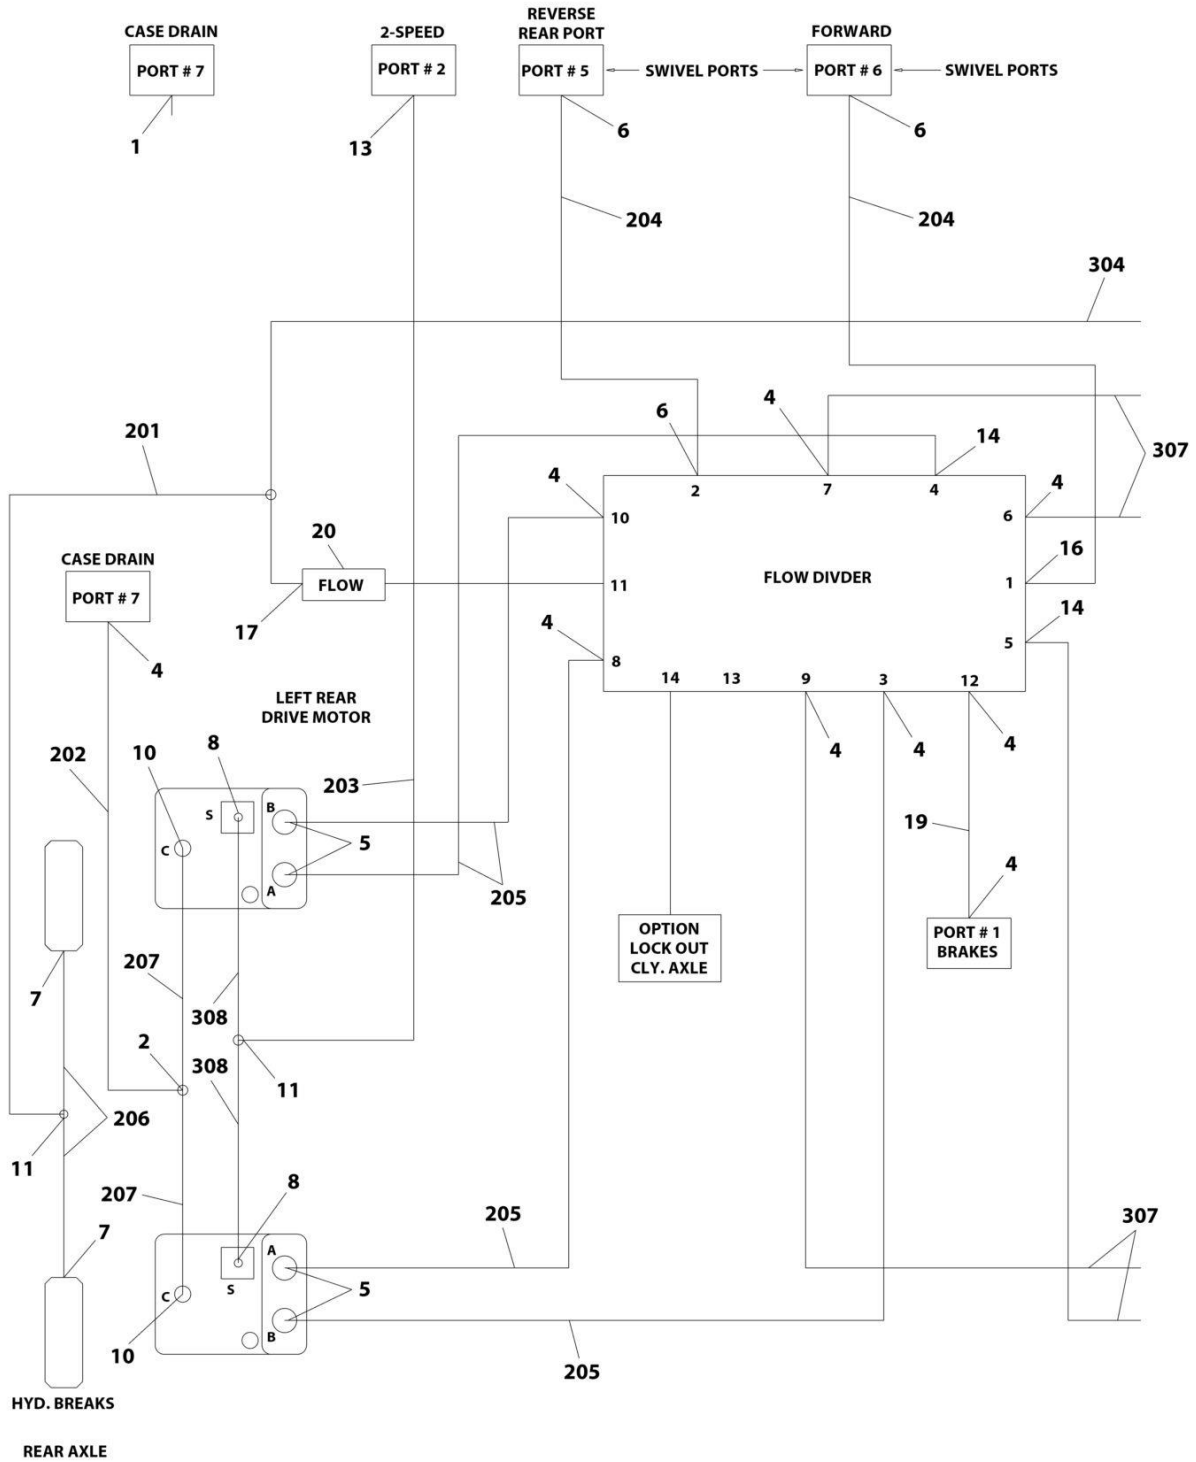 CASE DRAIN
PORT # 7
1
2-SPEED
PORT # 2
13
REVERSE
REAR PORT
PORT # 5
SWIVEL PORTS
FORWARD
PORT # 6
SWIVEL PORTS
6
6
204
204
304
201
6
4
14
307
4
4
2
7
4
10
6
20
16
CASE DRAIN
PORT # 7
FLOW
11
FLOW DIVDER
1
17
4
14
4
8
5
14
13
9
3
12
LEFT REAR
DRIVE MOTOR
202
10
8
203
4
4
4
S
B
C
5
A
19
205
4
OPTION
LOCK OUT
CLY. AXLE
PORT # 1
BRAKES
207
7
308
2
308
11
206
11
207
8
205
307
7
A
C
S
5
B
10
205
HYD. BREAKS
REAR AXLE